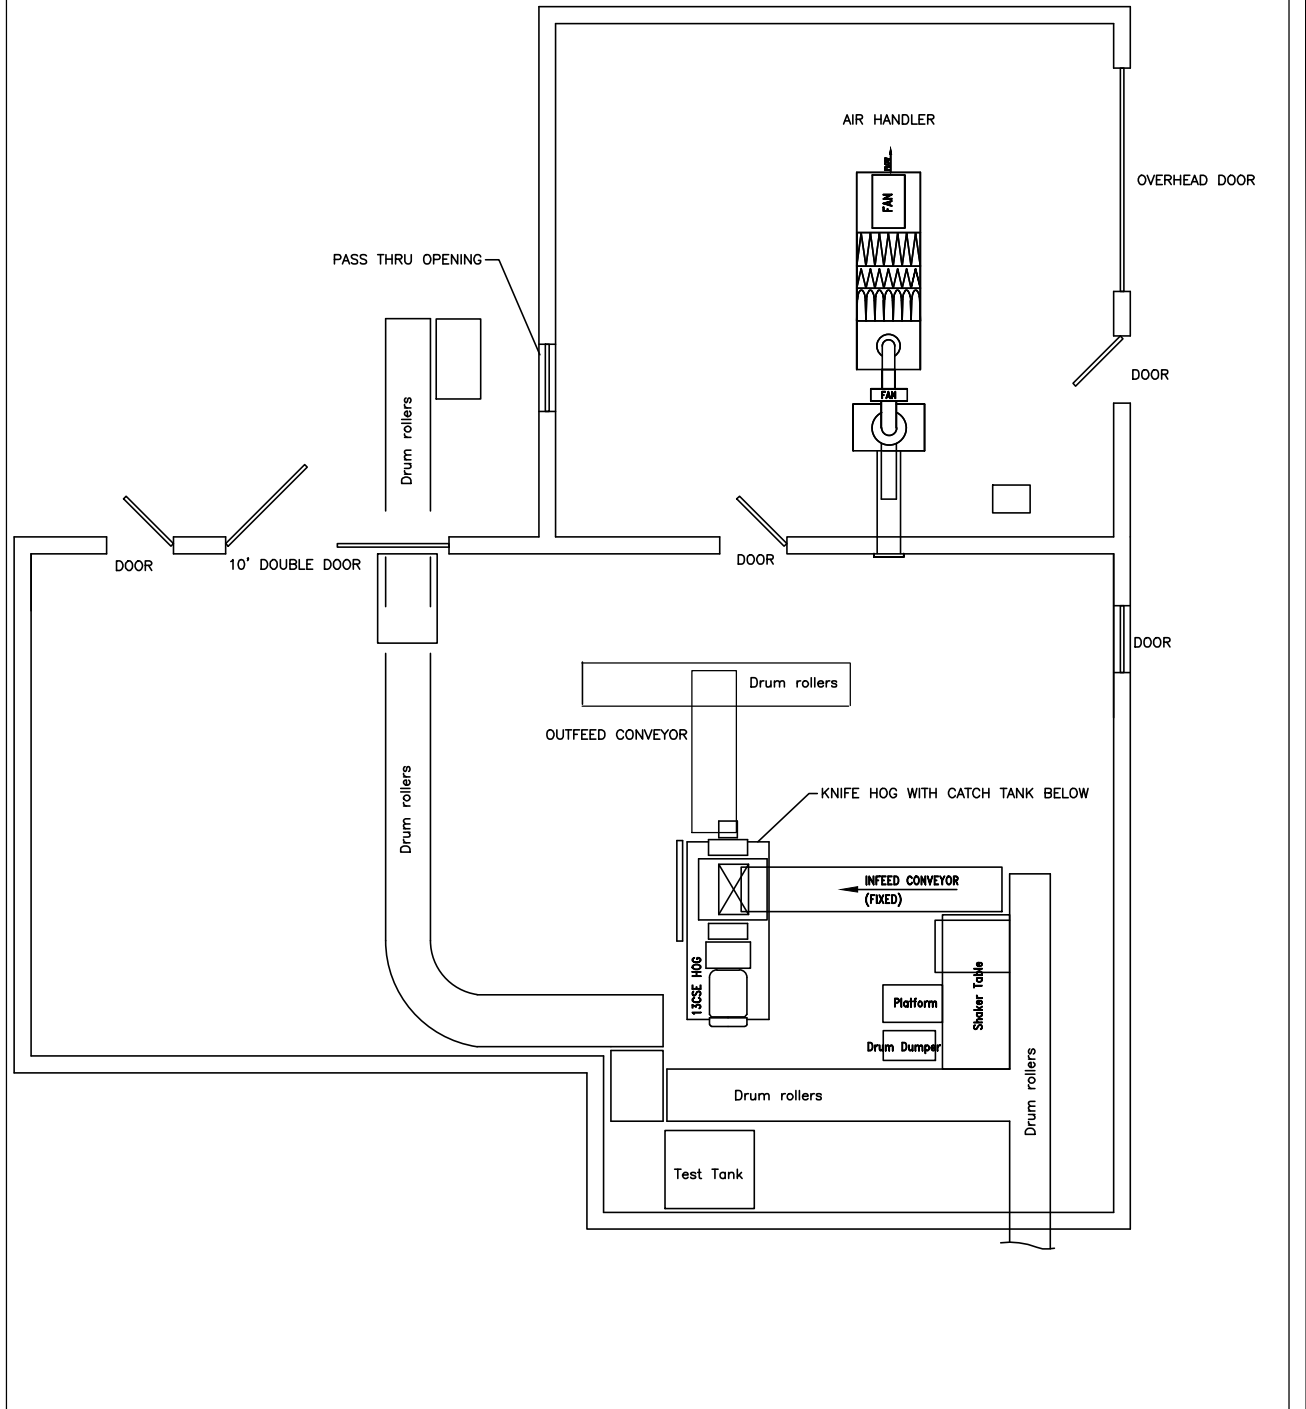 AIR HANDLER
FAN
OVERHEAD DOOR
PASS THRU OPENING
DOOR
FAN
Drum rollers
DOOR
10' DOUBLE DOOR
DOOR
DOOR
Drum rollers
OUTFEED CONVEYOR
KNIFE HOG WITH CATCH TANK BELOW
Drum rollers
INFEED CONVEYOR
(FIXED)
13CSE HOG
Platform
Shaker Table
Drum Dumper
Drum rollers
Drum rollers
Test Tank